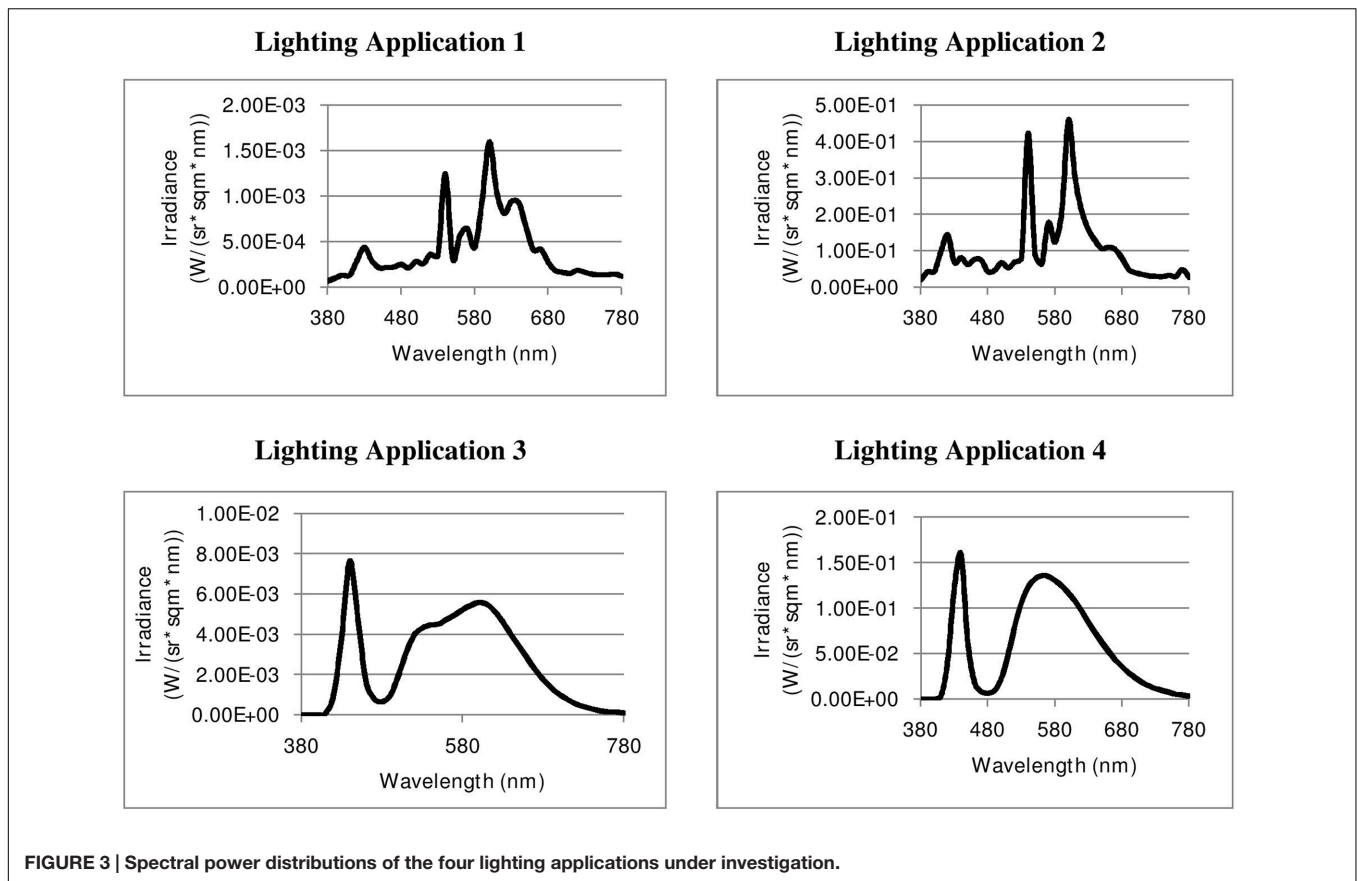 Lighting Application 1
Irradiance
(W/(sr* sqm* nm))
2.00E-03
1.50E-03
1.00E-03
5.00E-04
0.00E+00
380 480 580 680 780
Wavelength (nm)
Lighting Application 2
Irradiance
(W/(sr* sqm* nm))
5.00E-01
4.00E-01
3.00E-01
2.00E-01
1.00E-01
0.00E+00
380 480 580 680 780
Wavelength (nm)
Lighting Application 3
Irradiance
(W/(sr* sqm* nm))
1.00E-02
8.00E-03
6.00E-03
4.00E-03
2.00E-03
0.00E+00
380 580 780
Wavelength (nm)
Lighting Application 4
Irradiance
(W/(sr* sqm* nm))
2.00E-01
1.50E-01
1.00E-01
5.00E-02
0.00E+00
380 480 580 680 780
Wavelength (nm)
FIGURE 3 | Spectral power distributions of the four lighting applications under investigation.